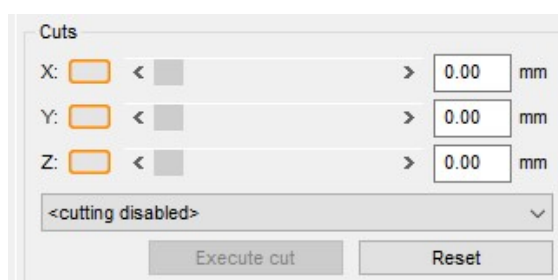 Cuts
X: < > 0.00 mm
Y: < > 0.00 mm
Z: < > 0.00 mm
<cutting disabled>
Execute cut Reset